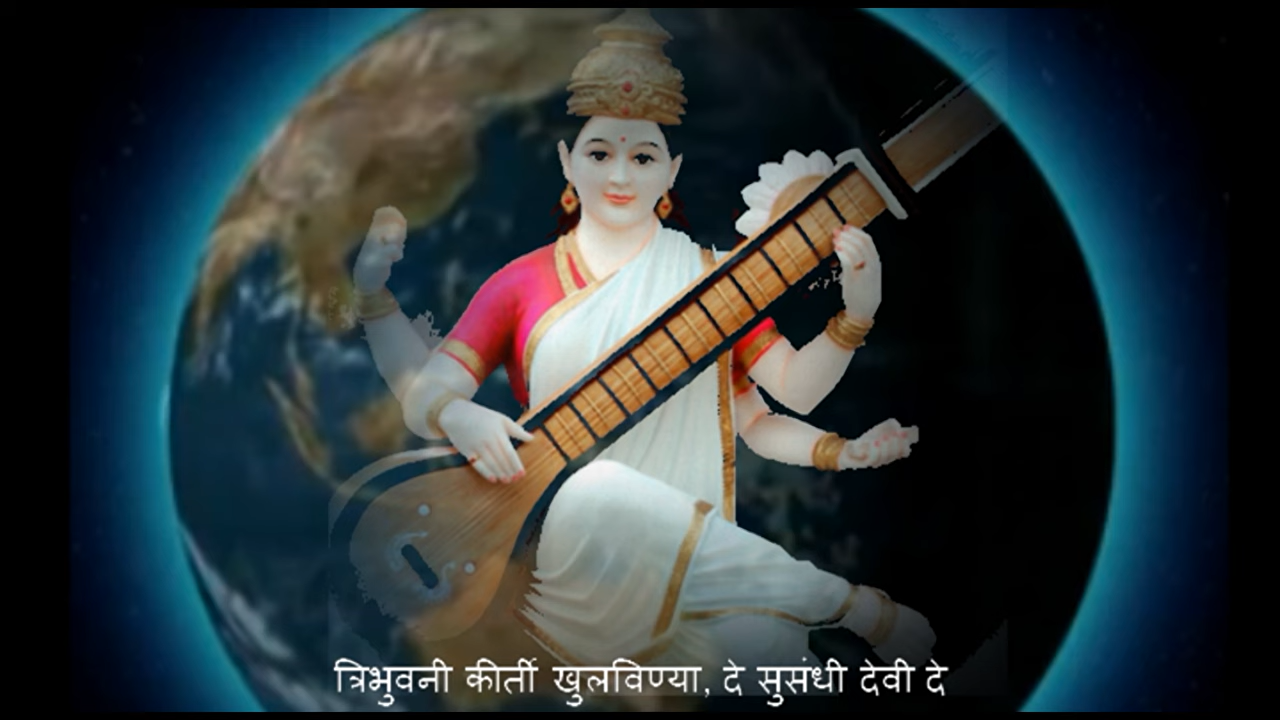 त्रिभुवनी कीर्ती खुलविण्या, दे सुसंधी देवी दे